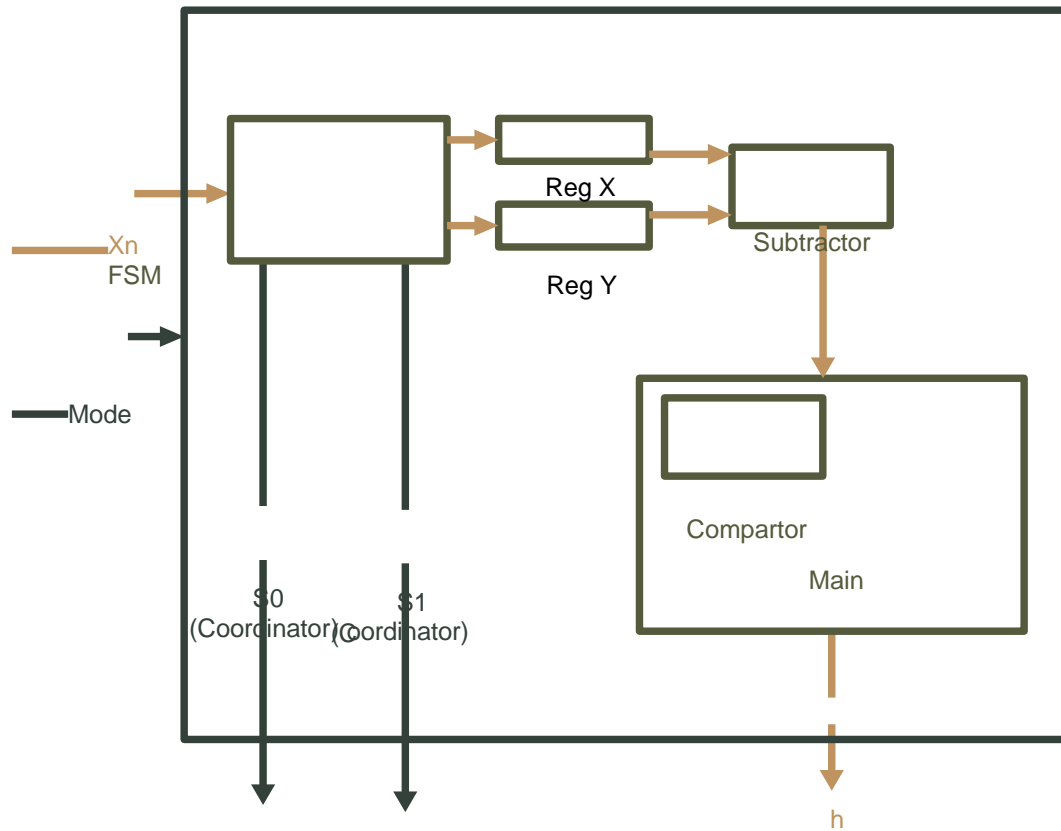 Reg X
Subtractor
Xn
FSM
Reg Y
Mode
Compartor
Main
S0
(Coordinator)
S1
(Coordinator)
h